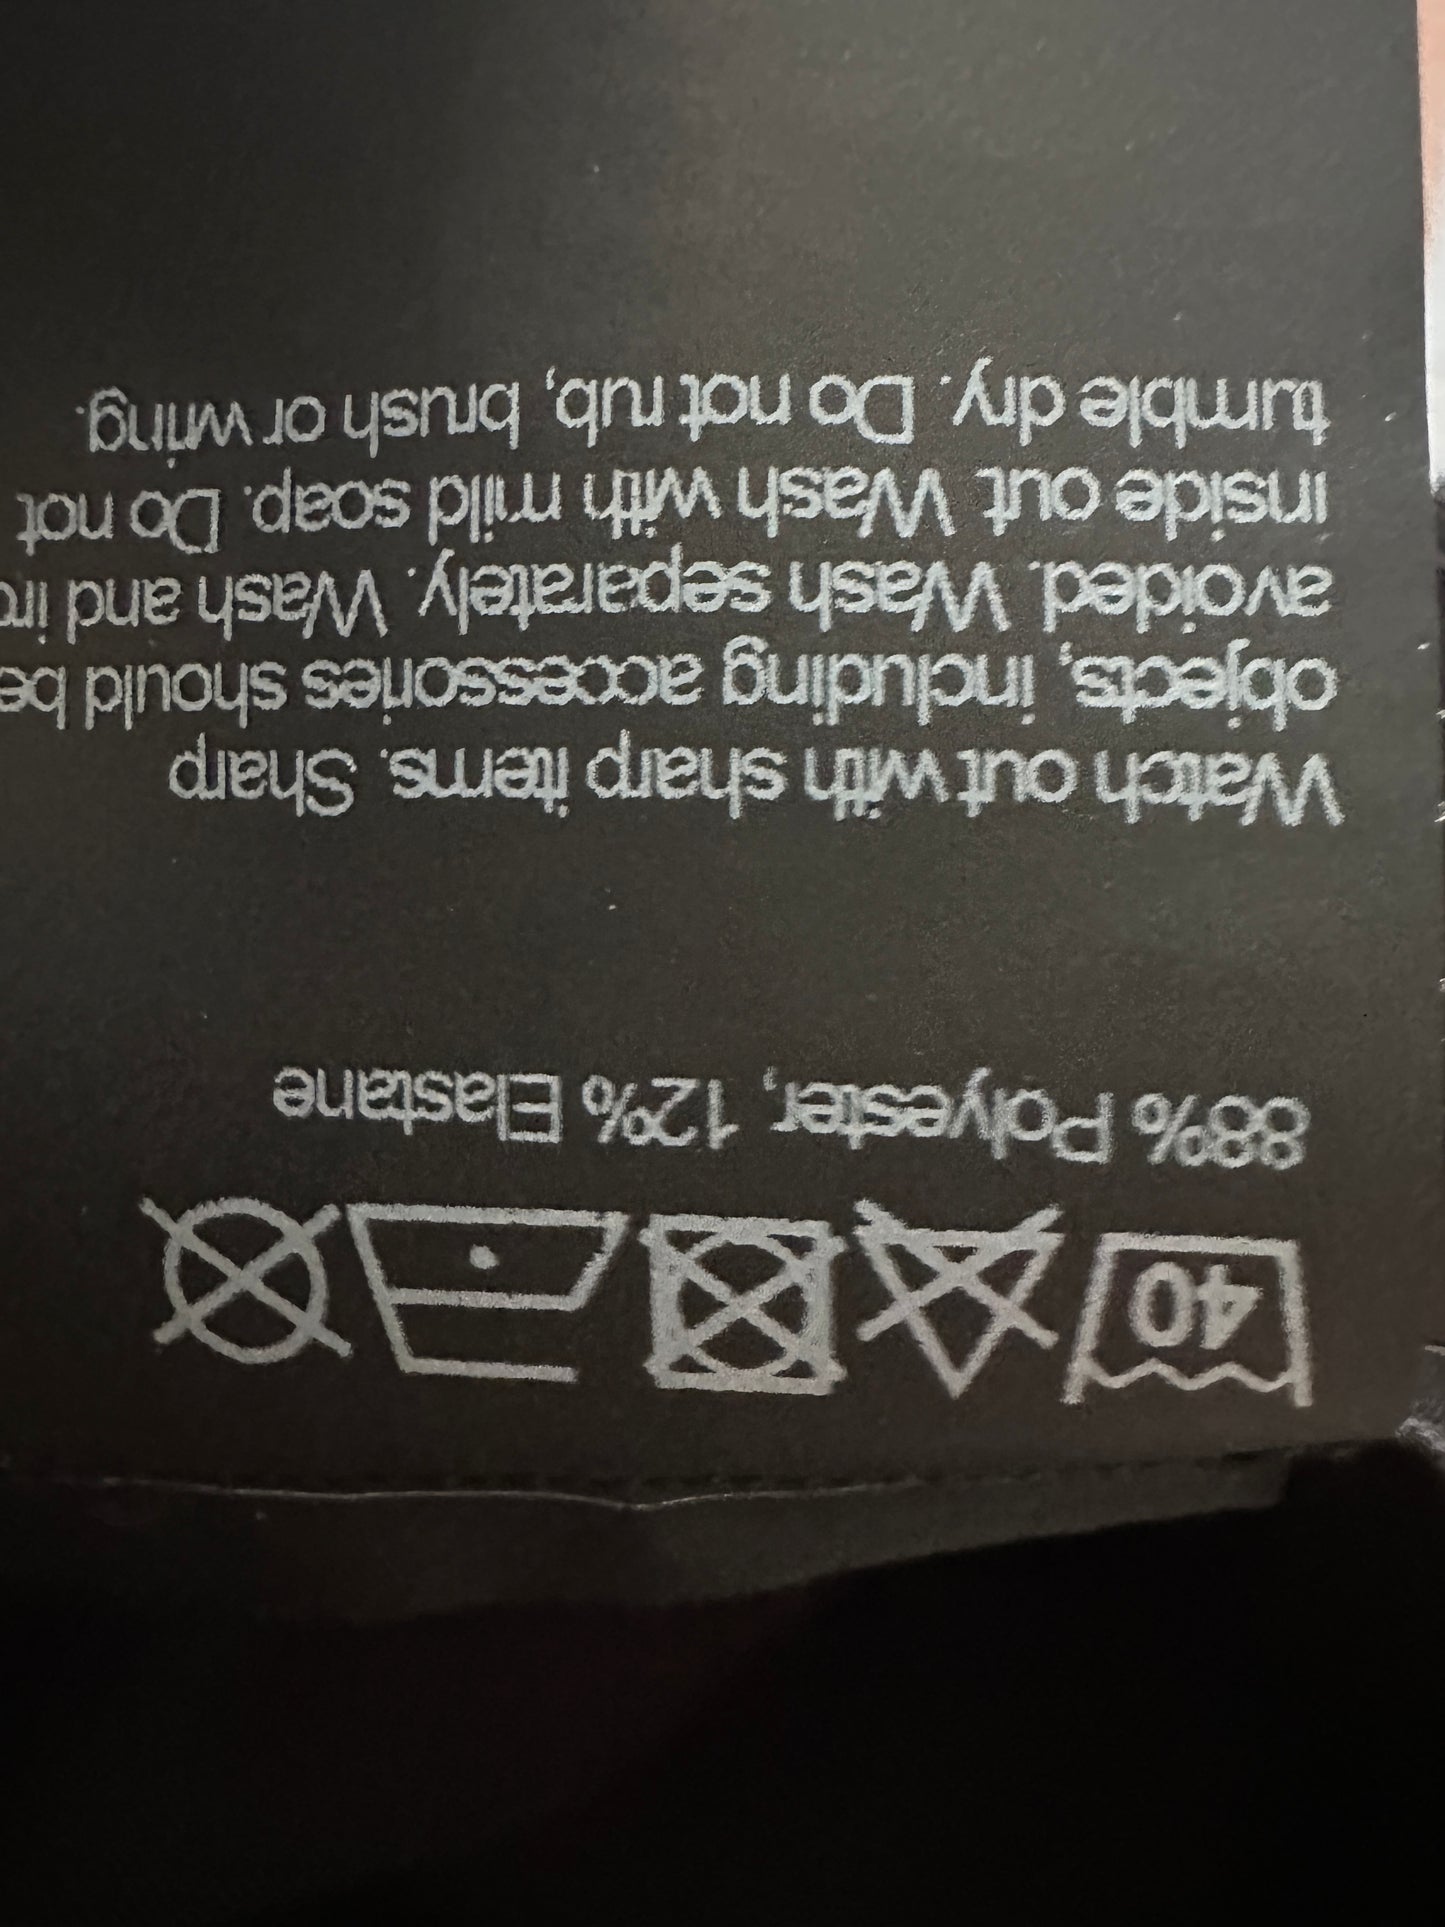 40
88% Polyester, 12% Elastane
Watch out with sharp items. Sharp
objects, including accessories should be
avoided. Wash separately. Wash and
inside out. Wash with mild soap. Do not
tumble dry. Do not rub, brush or wring.